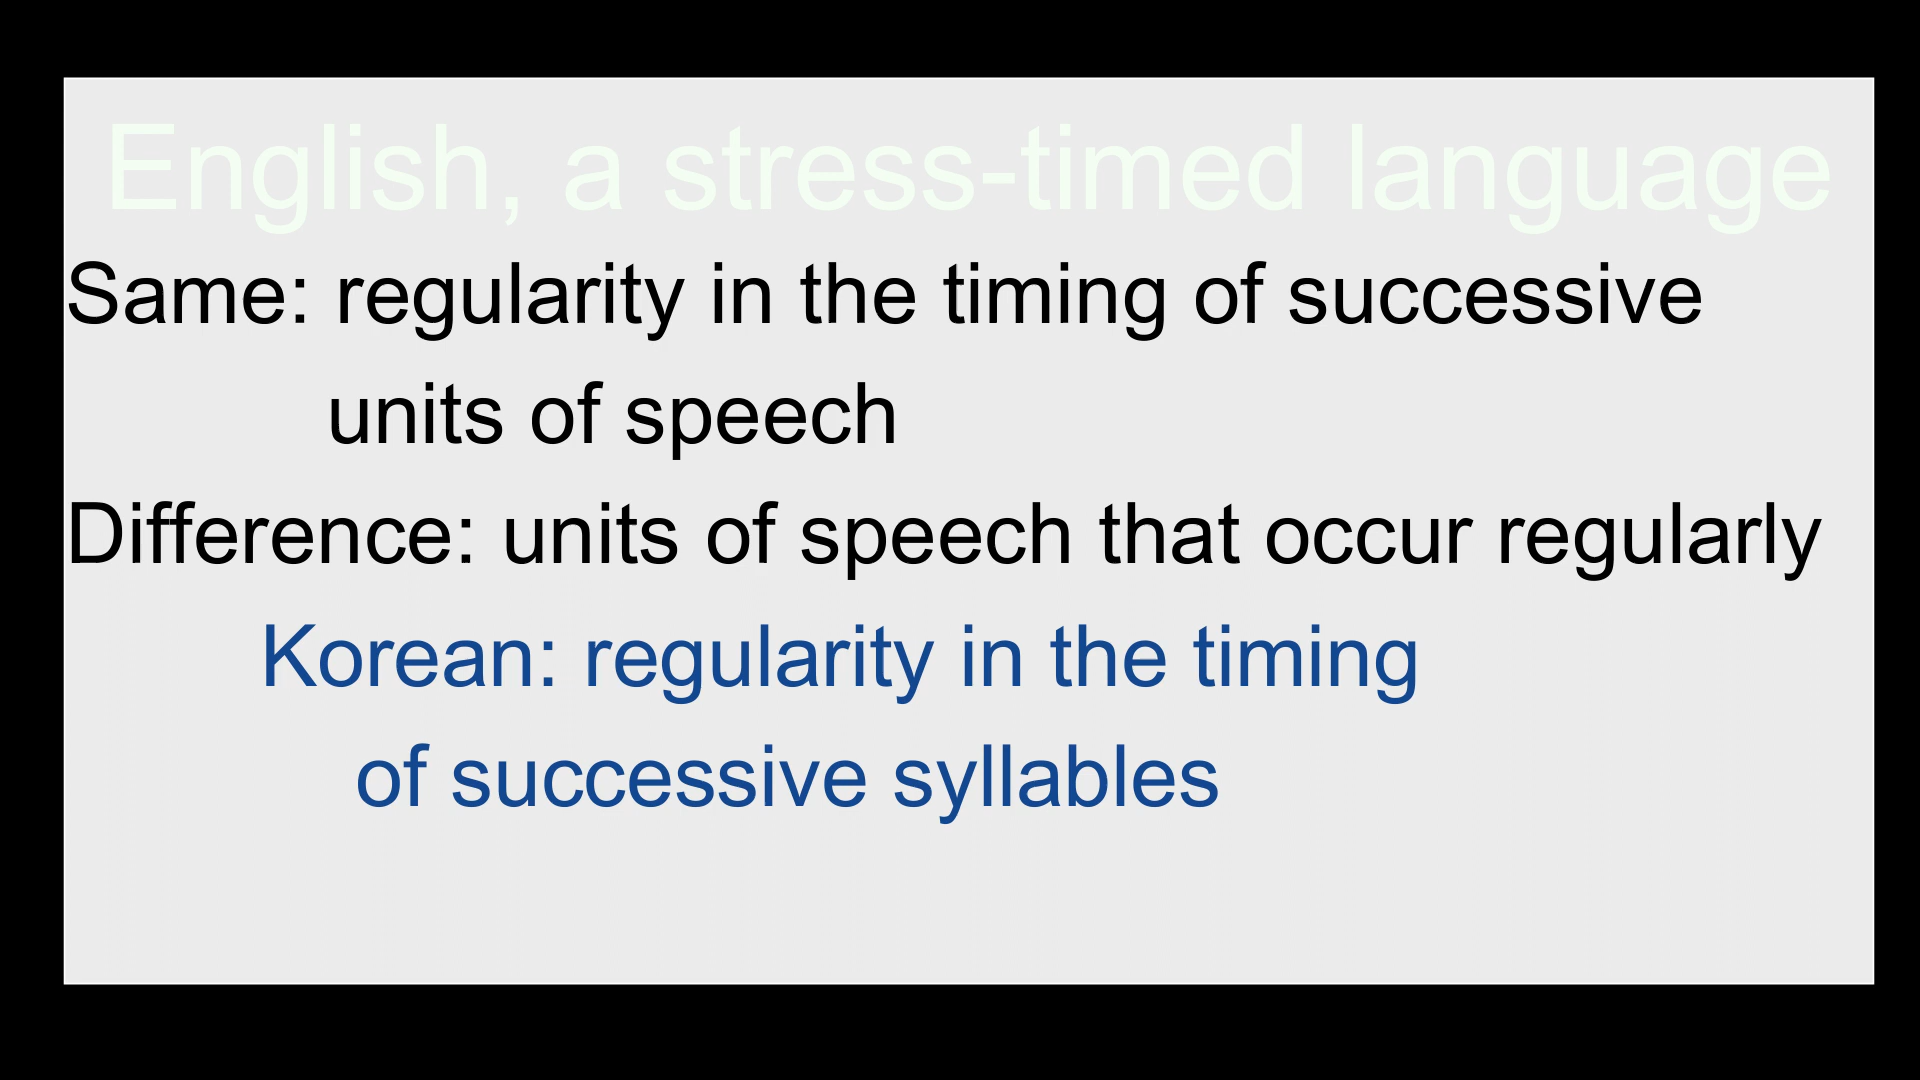 English, a stress-timed language
Same: regularity in the timing of successive
units of speech
Difference: units of speech that occur regularly
Korean: regularity in the timing
of successive syllables